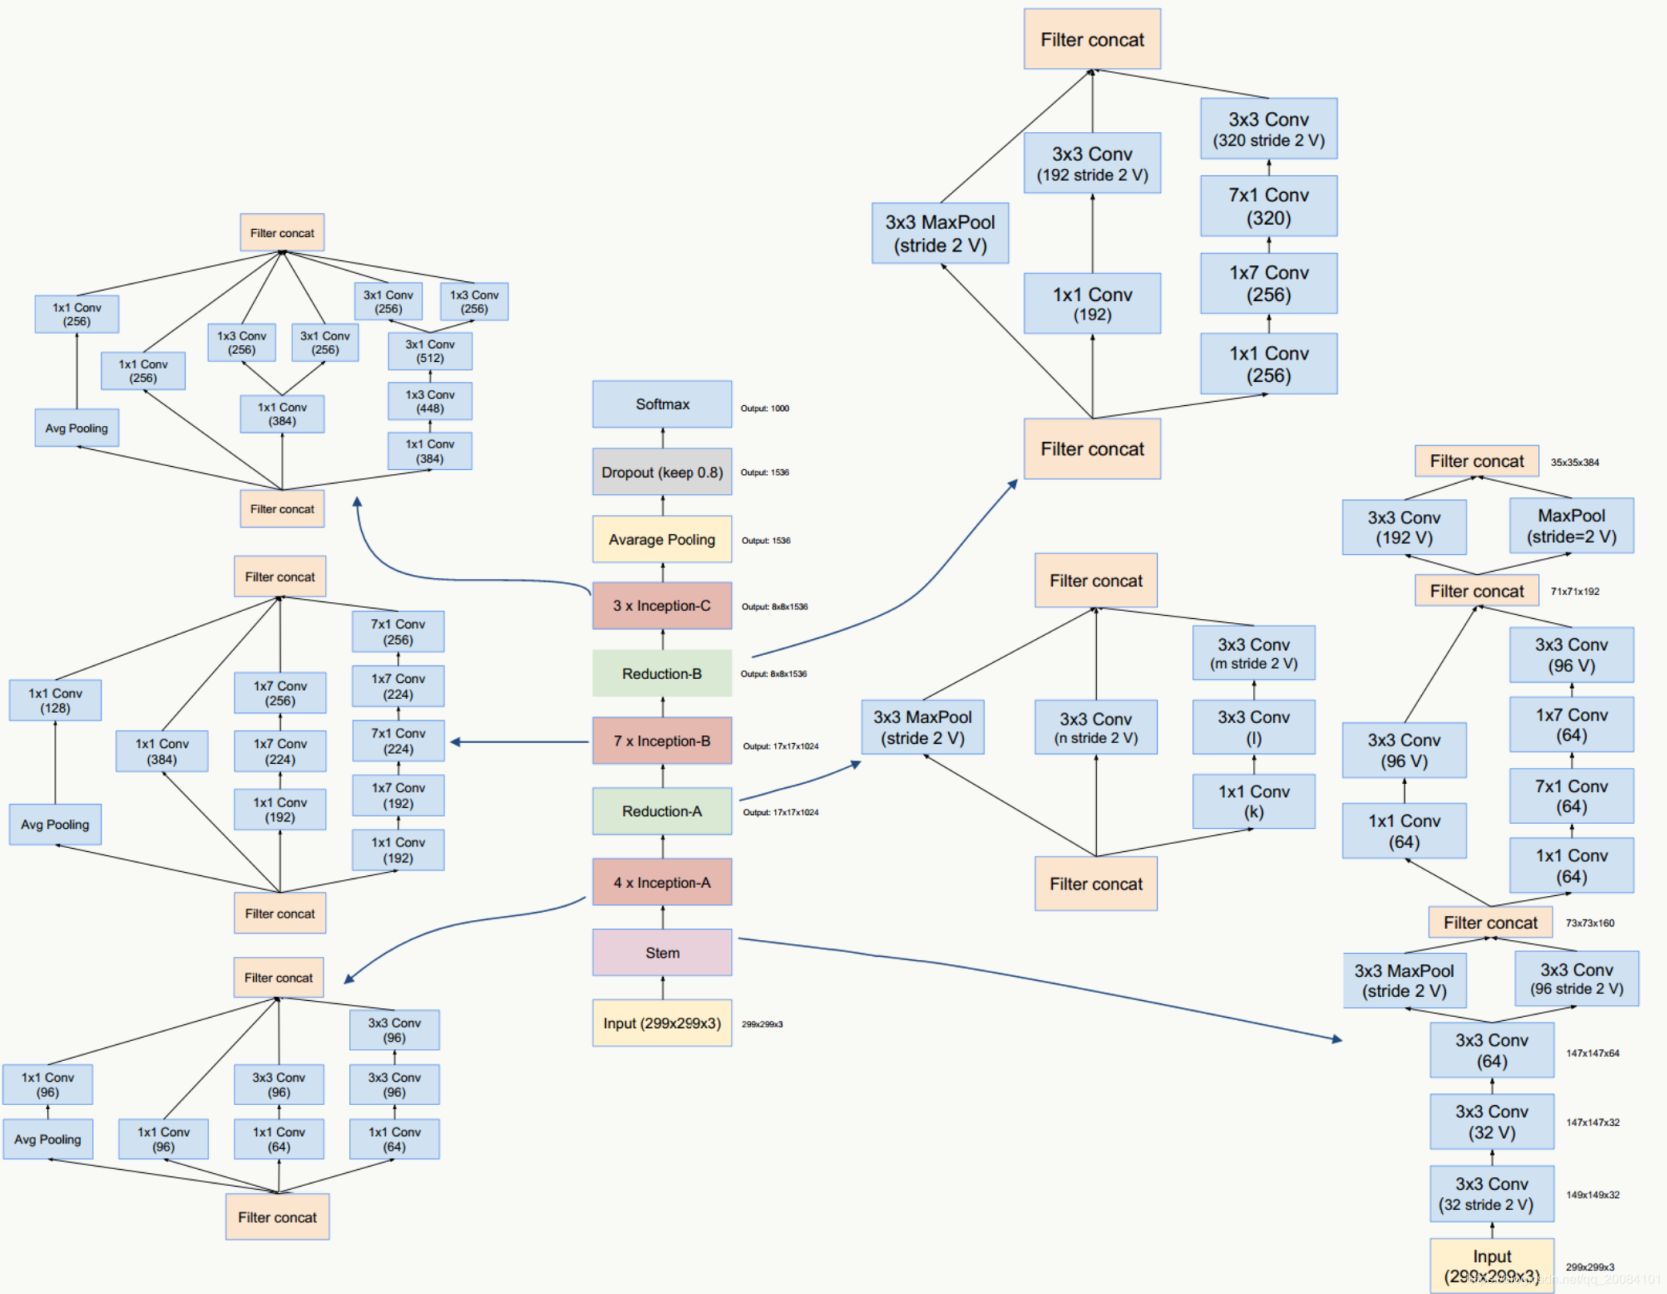 Filter concat
3x3 Conv
(320 stride 2 V)
3x3 Conv
(192 stride 2 V)
7x1 Conv
(320)
3x3 MaxPool
(stride 2 V)
1x7 Conv
(256)
1x1 Conv
(192)
1x1 Conv
(256)
Filter concat
Filter concat
1x1 Conv
(256)
3x1 Conv
(256)
1x3 Conv
(256)
1x3 Conv
(256)
3x1 Conv
(256)
3x1 Conv
(512)
1x1 Conv
(256)
1x3 Conv
(448)
1x1 Conv
(384)
Avg Pooling
1x1 Conv
(384)
Filter concat
Softmax
Output: 1000
Dropout (keep 0.8)
Output: 1536
Avarage Pooling
Output: 1536
3 x Inception-C
Output: 8x8x1536
Reduction-B
Output: 8x8x1536
7 x Inception-B
Output: 17x17x1024
Reduction-A
Output: 17x17x1024
4 x Inception-A
Stem
Input (299x299x3)
299x299x3
Filter concat
7x1 Conv
(256)
1x1 Conv
(128)
1x7 Conv
(256)
1x7 Conv
(224)
1x1 Conv
(384)
1x7 Conv
(224)
7x1 Conv
(224)
1x7 Conv
(192)
Avg Pooling
1x1 Conv
(192)
1x1 Conv
(192)
Filter concat
Filter concat
3x3 Conv
(96)
1x1 Conv
(96)
3x3 Conv
(96)
3x3 Conv
(96)
Avg Pooling
1x1 Conv
(96)
1x1 Conv
(64)
1x1 Conv
(64)
Filter concat
Filter concat
3x3 Conv
(m stride 2 V)
3x3 MaxPool
(stride 2 V)
3x3 Conv
(n stride 2 V)
3x3 Conv
(l)
1x1 Conv
(k)
Filter concat
Filter concat
35x35x384
3x3 Conv
(192 V)
MaxPool
(stride=2 V)
Filter concat
71x71x192
3x3 Conv
(96 V)
3x3 Conv
(96 V)
1x7 Conv
(64)
1x1 Conv
(64)
7x1 Conv
(64)
1x1 Conv
(64)
Filter concat
73x73x160
3x3 MaxPool
(stride 2 V)
3x3 Conv
(96 stride 2 V)
3x3 Conv
(64)
147x147x64
3x3 Conv
(32 V)
147x147x32
3x3 Conv
(32 stride 2 V)
149x149x32
Input
(299x299x3)
299x299x3